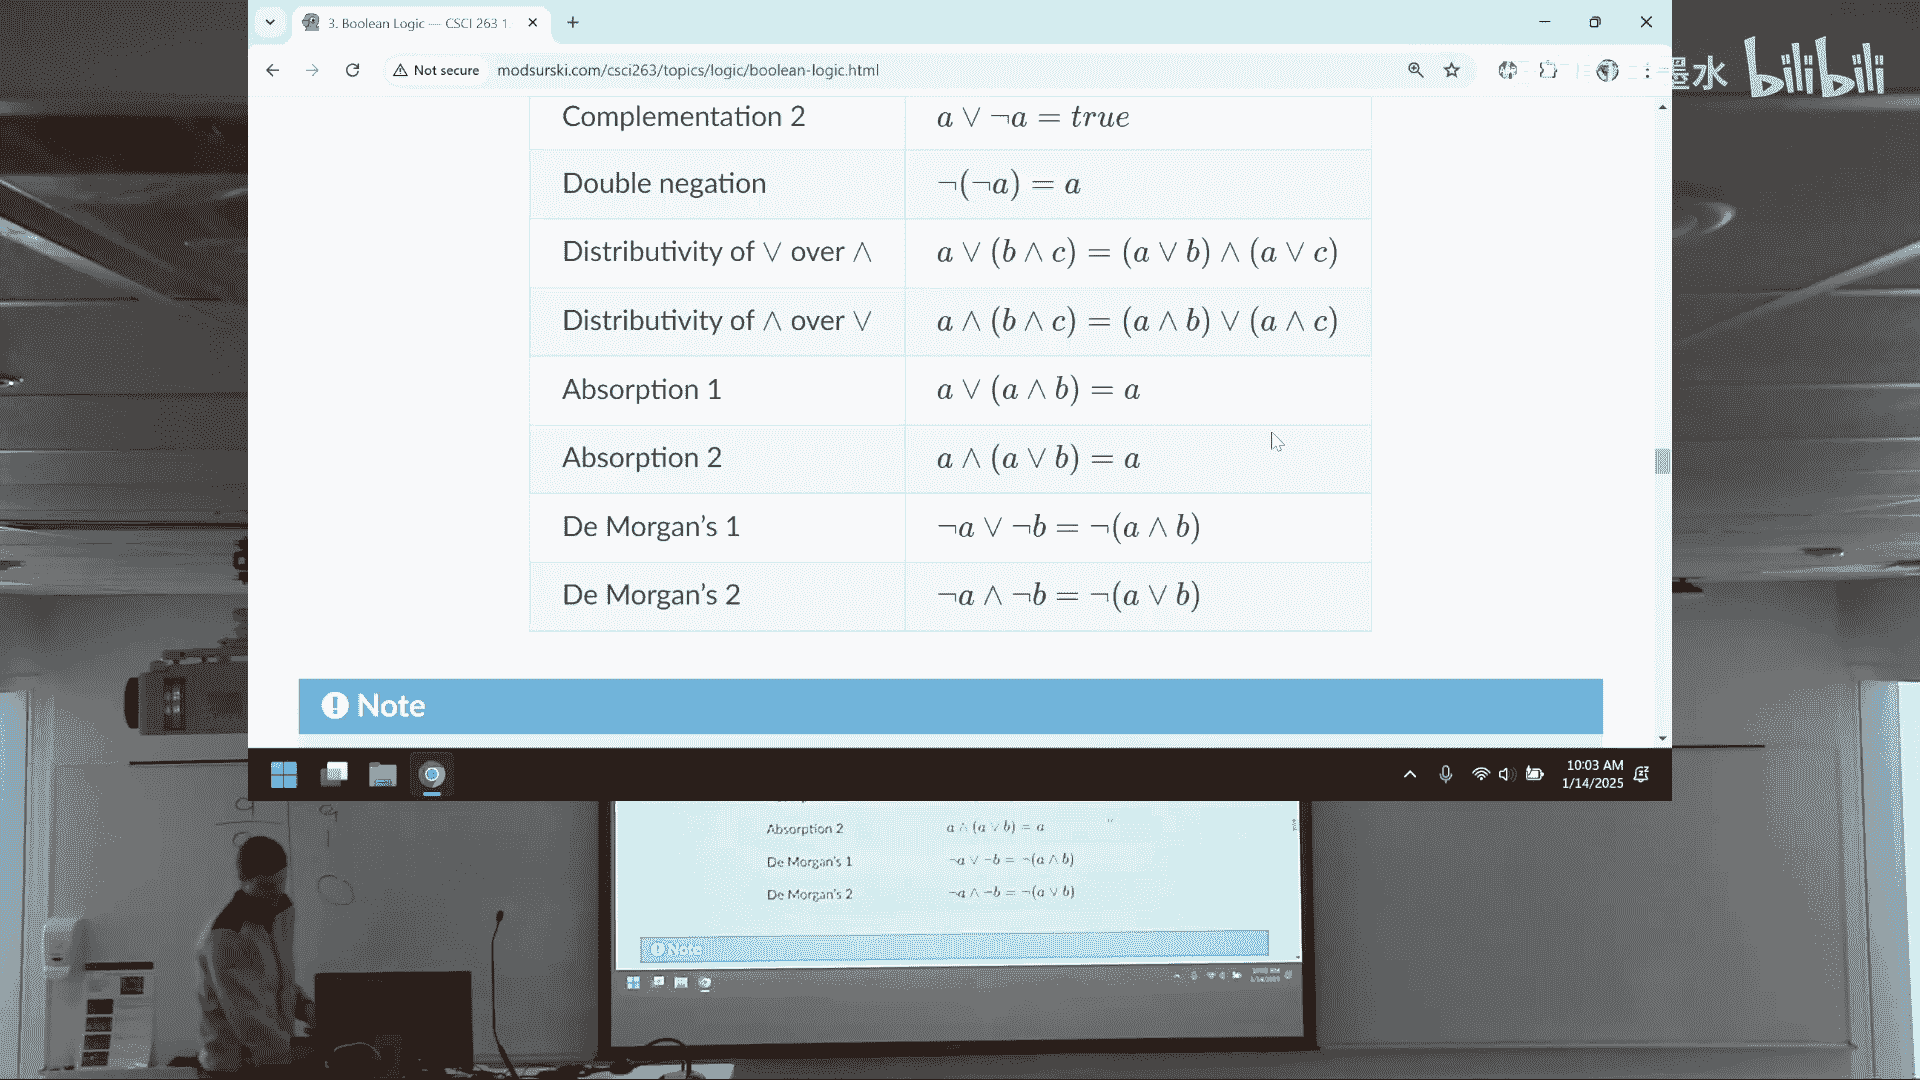 3. Boolean Logic — CSCI 263 1
Not secure
modsurski.com/csci263/topics/logic/boolean-logic.html
墨水 bilibili
Complementation 2 a ∨ ¬a = true
Double negation ¬(¬a) = a
Distributivity of ∨ over ∧ a ∨ (b ∧ c) = (a ∨ b) ∧ (a ∨ c)
Distributivity of ∧ over ∨ a ∧ (b ∧ c) = (a ∧ b) ∨ (a ∧ c)
Absorption 1 a ∨ (a ∧ b) = a
Absorption 2 a ∧ (a ∨ b) = a
De Morgan's 1 ¬a ∨ ¬b = ¬(a ∧ b)
De Morgan's 2 ¬a ∧ ¬b = ¬(a ∨ b)
Note
10:03 AM
1/14/2025
Absorption 2 a ∧ (a ∨ b) = a
De Morgan's 1 ¬a ∨ ¬b = ¬(a ∧ b)
De Morgan's 2 ¬a ∧ ¬b = ¬(a ∨ b)
Note